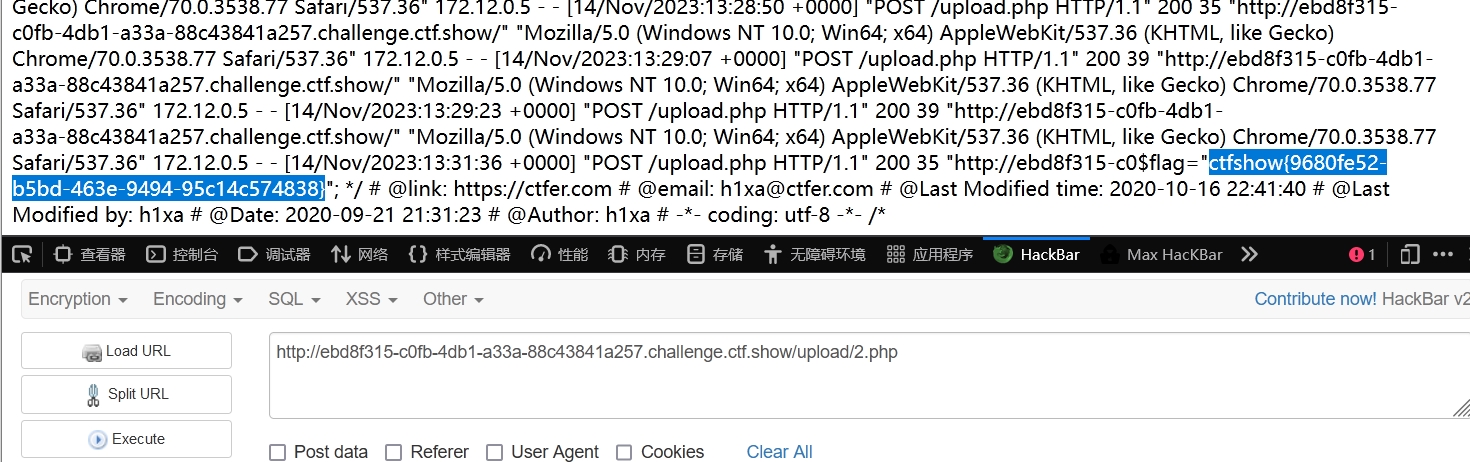 Gecko) Chrome/70.0.3538.77 Safari/537.36" 172.12.0.5 - - [14/Nov/2023:13:28:50 +0000] "POST /upload.php HTTP/1.1" 200 35 "http://ebd8f315-
c0fb-4db1-a33a-88c43841a257.challenge.ctf.show/" "Mozilla/5.0 (Windows NT 10.0; Win64; x64) AppleWebKit/537.36 (KHTML, like Gecko)
Chrome/70.0.3538.77 Safari/537.36" 172.12.0.5 - - [14/Nov/2023:13:29:07 +0000] "POST /upload.php HTTP/1.1" 200 39 "http://ebd8f315-c0fb-4db1-
a33a-88c43841a257.challenge.ctf.show/" "Mozilla/5.0 (Windows NT 10.0; Win64; x64) AppleWebKit/537.36 (KHTML, like Gecko) Chrome/70.0.3538.77
Safari/537.36" 172.12.0.5 - - [14/Nov/2023:13:29:23 +0000] "POST /upload.php HTTP/1.1" 200 39 "http://ebd8f315-c0fb-4db1-
a33a-88c43841a257.challenge.ctf.show/" "Mozilla/5.0 (Windows NT 10.0; Win64; x64) AppleWebKit/537.36 (KHTML, like Gecko) Chrome/70.0.3538.77
Safari/537.36" 172.12.0.5 - - [14/Nov/2023:13:31:36 +0000] "POST /upload.php HTTP/1.1" 200 35 "http://ebd8f315-c0$flag="ctfshow{9680fe52-
b5bd-463e-9494-95c14c574838}"; */ # @link: https://ctfer.com # @email: h1xa@ctfer.com # @Last Modified time: 2020-10-16 22:41:40 # @Last
Modified by: h1xa # @Date: 2020-09-21 21:31:23 # @Author: h1xa # -*- coding: utf-8 -*- /*
查看器 控制台 调试器 网络 样式编辑器 性能 内存 存储 无障碍环境 应用程序 HackBar Max HacKBar 1
Encryption Encoding SQL XSS Other Contribute now! HackBar v2
Load URL http://ebd8f315-c0fb-4db1-a33a-88c43841a257.challenge.ctf.show/upload/2.php
Split URL
Execute
Post data Referer User Agent Cookies Clear All